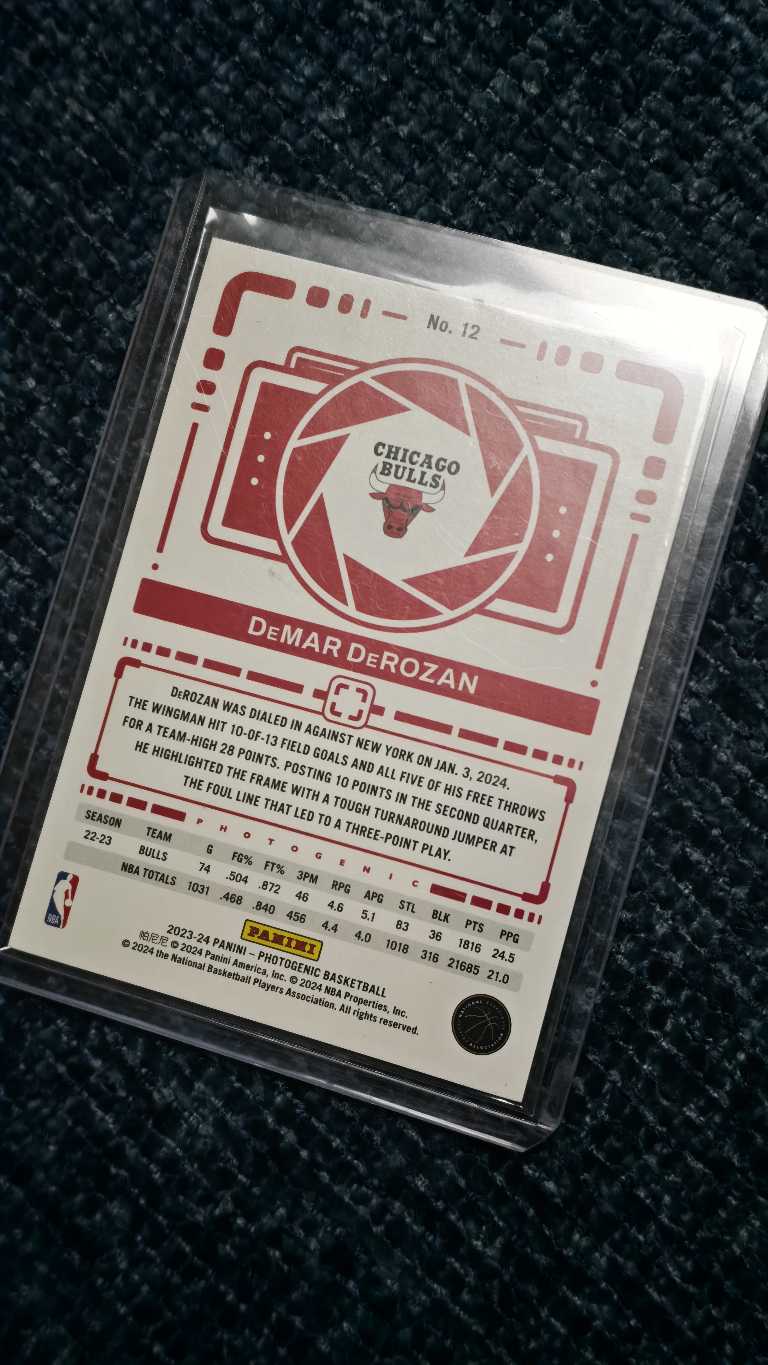 No. 12
CHICAGO
BULLS
DeMAR DeROZAN
DeROZAN WAS DIALED IN AGAINST NEW YORK ON JAN. 3, 2024.
THE WINGMAN HIT 10-OF-13 FIELD GOALS AND ALL FIVE OF HIS FREE THROWS
FOR A TEAM-HIGH 28 POINTS. POSTING 10 POINTS IN THE SECOND QUARTER,
HE HIGHLIGHTED THE FRAME WITH A TOUGH TURNAROUND JUMPER AT
THE FOUL LINE THAT LED TO A THREE-POINT PLAY.
PHOTOGENIC
SEASON TEAM G FG% FT% 3PM RPG APG STL BLK PTS PPG
22-23 BULLS 74 .504 .872 46 4.6 5.1 83 36 1816 24.5
NBA TOTALS 1031 .468 .840 456 4.4 4.0 1018 316 21685 21.0
NBA
PANINI
2023-24 PANINI – PHOTOGENIC BASKETBALL
帕尼尼 © 2024 Panini America, Inc. © 2024 NBA Properties, Inc.
© 2024 the National Basketball Players Association. All rights reserved.
NATIONAL
ASSOCIATION